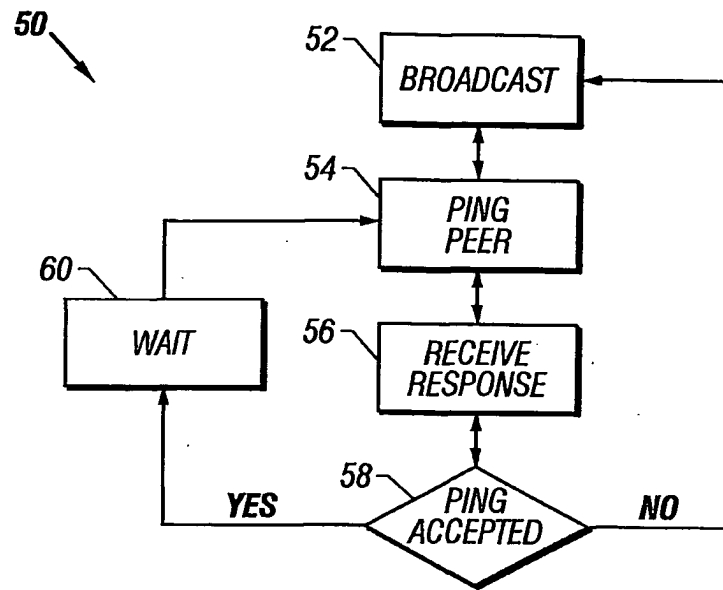 50
52
BROADCAST
54
PING
PEER
60
WAIT
56
RECEIVE
RESPONSE
58
PING
ACCEPTED
YES
NO